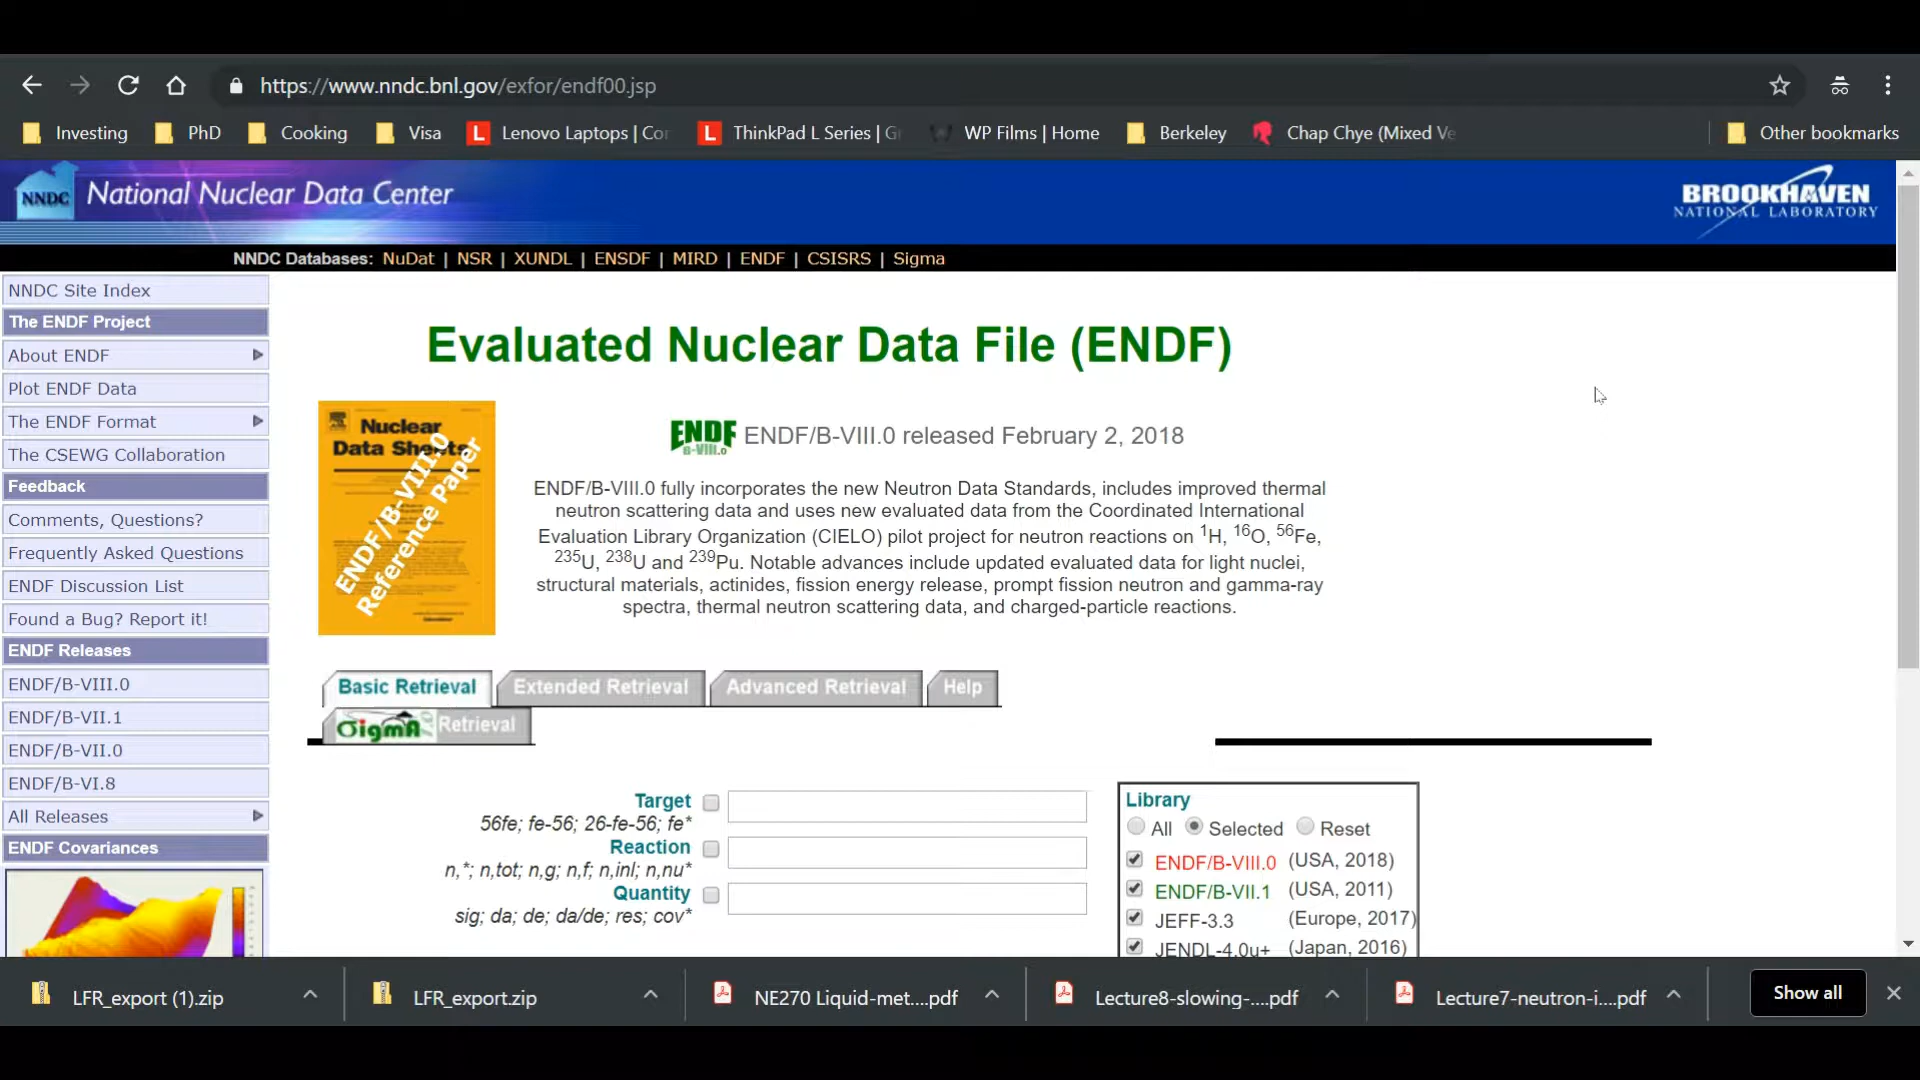 https://www.nndc.bnl.gov/exfor/endf00.jsp
Investing PhD Cooking Visa Lenovo Laptops | Cor ThinkPad L Series | Gr WP Films | Home Berkeley Chap Chye (Mixed Ve Other bookmarks
NNDC National Nuclear Data Center BROOKHAVEN
NATIONAL LABORATORY
NNDC Databases: NuDat | NSR | XUNDL | ENSDF | MIRD | ENDF | CSISRS | Sigma
NNDC Site Index
The ENDF Project
About ENDF
Plot ENDF Data
The ENDF Format
The CSEWG Collaboration
Feedback
Comments, Questions?
Frequently Asked Questions
ENDF Discussion List
Found a Bug? Report it!
ENDF Releases
ENDF/B-VIII.0
ENDF/B-VII.1
ENDF/B-VII.0
ENDF/B-VI.8
All Releases
ENDF Covariances
Evaluated Nuclear Data File (ENDF)
Nuclear
Data Sheets
ENDF/B-VIII.0
Reference Paper
ENDF
B-VIII.0
ENDF/B-VIII.0 released February 2, 2018
ENDF/B-VIII.0 fully incorporates the new Neutron Data Standards, includes improved thermal
neutron scattering data and uses new evaluated data from the Coordinated International
Evaluation Library Organization (CIELO) pilot project for neutron reactions on ¹H, ¹⁶O, ⁵⁶Fe,
²³⁵U, ²³⁸U and ²³⁹Pu. Notable advances include updated evaluated data for light nuclei,
structural materials, actinides, fission energy release, prompt fission neutron and gamma-ray
spectra, thermal neutron scattering data, and charged-particle reactions.
Basic Retrieval Extended Retrieval Advanced Retrieval Help
σigmA Retrieval
Target
56fe; fe-56; 26-fe-56; fe*
Reaction
n,*; n,tot; n,g; n,f; n,inl; n,nu*
Quantity
sig; da; de; da/de; res; cov*
Library
All Selected Reset
ENDF/B-VIII.0 (USA, 2018)
ENDF/B-VII.1 (USA, 2011)
JEFF-3.3 (Europe, 2017)
JENDL-4.0u+ (Japan, 2016)
LFR_export (1).zip LFR_export.zip NE270 Liquid-met....pdf Lecture8-slowing-....pdf Lecture7-neutron-i....pdf Show all